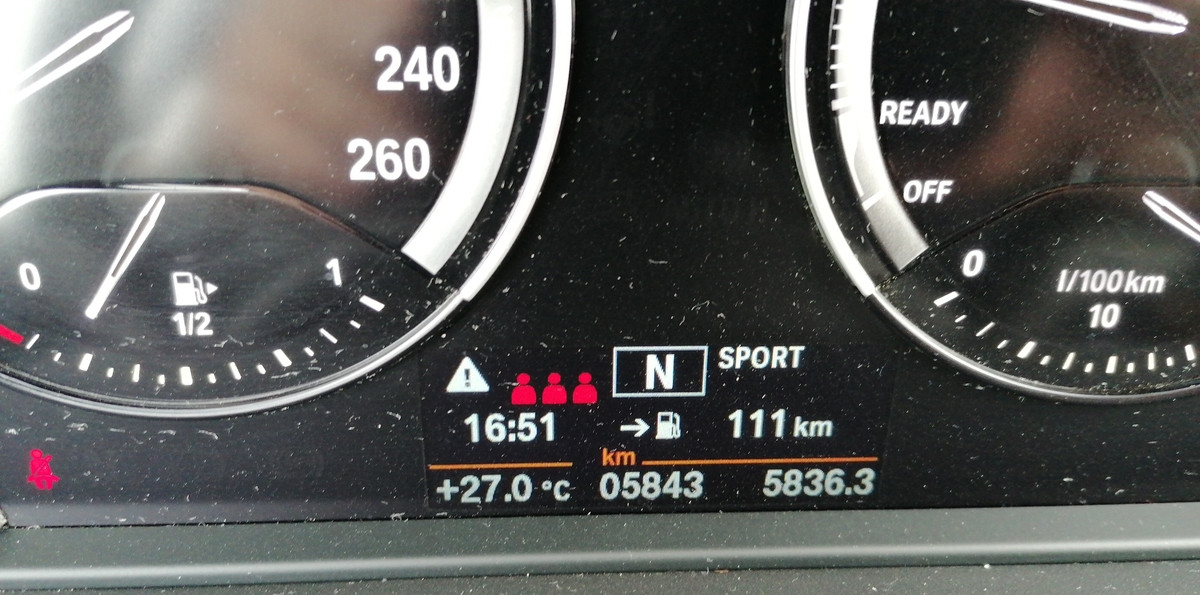 240
260
READY
OFF
0
1
1/2
0
l/100km
10
N
SPORT
16:51
111 km
km
+27.0 °C
05843
5836.3